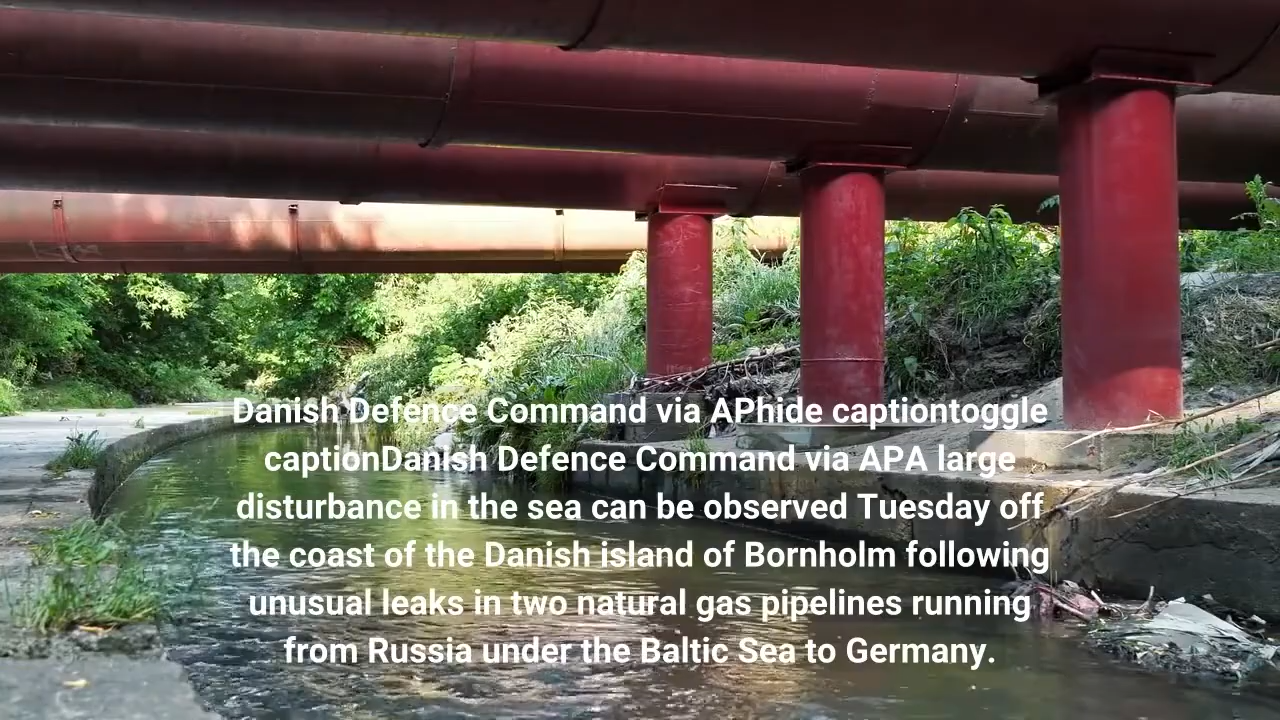 Danish Defence Command via APhide captiontoggle
captionDanish Defence Command via APA large
disturbance in the sea can be observed Tuesday off
the coast of the Danish island of Bornholm following
unusual leaks in two natural gas pipelines running
from Russia under the Baltic Sea to Germany.